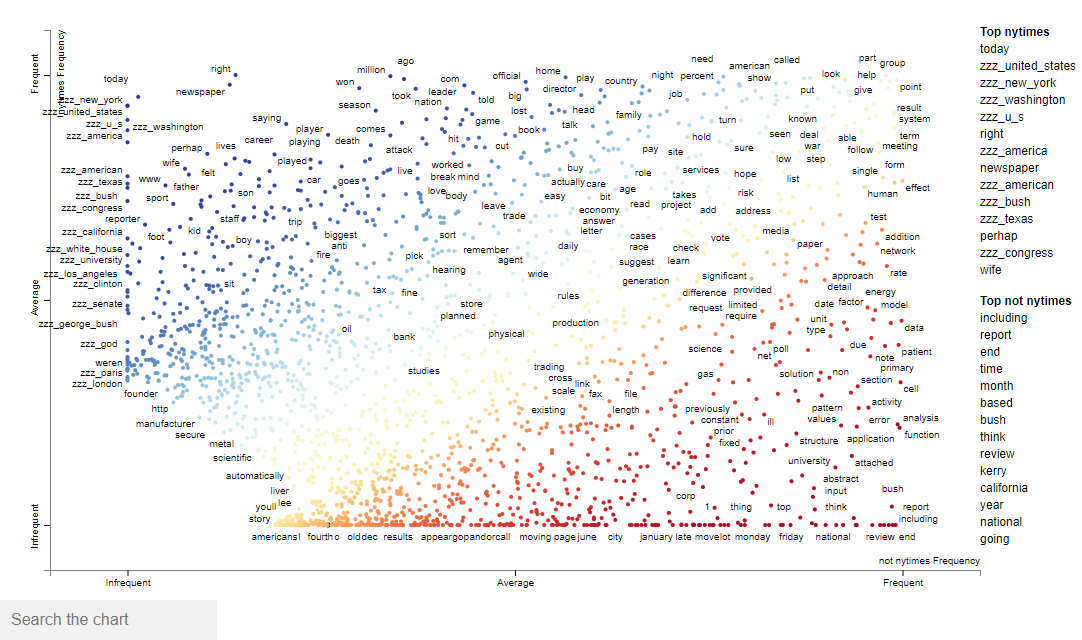 Frequent
nytimes Frequency
Average
Infrequent
ago
need
called
part
group
right
million
com
official
home
play
country
night
percent
american
show
look
help
today
newspaper
won
took
leader
nation
told
big
director
job
put
give
point
zzz_new_york
zzz_united_states
season
game
lost
head
family
result
system
zzz_u_s
zzz_washington
zzz_america
saying
player
comes
book
talk
turn
known
term
perhap
lives
career
playing
death
attack
hit
cut
hold
seen
deal
war
able
follow
meeting
pay
site
sure
low
step
wife
felt
played
live
worked
break
mind
buy
role
services
hope
list
single
form
zzz_american
zzz_texas
www
father
son
car
goes
love
body
actually
care
easy
bit
age
takes
risk
human
effect
zzz_bush
sport
zzz_congress
reporter
staff
trip
leave
trade
economy
answer
letter
read
project
add
address
test
zzz_california
foot
kid
boy
biggest
anti
sort
remember
agent
daily
cases
race
check
vote
media
paper
addition
network
zzz_white_house
zzz_university
fire
pick
hearing
wide
suggest
learn
zzz_los_angeles
zzz_clinton
sit
tax
fine
store
rules
generation
significant
difference
provided
approach
detail
rate
energy
zzz_senate
planned
request
limited
require
date
factor
model
zzz_george_bush
oil
bank
physical
production
unit
type
data
zzz_god
science
net
poll
due
note
patient
weren
zzz_paris
zzz_london
studies
trading
cross
scale
link
fax
file
gas
solution
non
primary
section
cell
founder
http
existing
length
previously
constant
prior
fixed
ill
pattern
values
activity
error
analysis
function
manufacturer
secure
metal
scientific
structure
application
automatically
university
attached
liver
lee
youll
story
corp
1
thing
top
abstract
input
think
bush
report
including
americans
fourth
c
old
dec
results
appear
call
moving
page
june
city
january
late
move
lot
monday
friday
national
review
end
not nytimes Frequency
Infrequent
Average
Frequent
Top nytimes
today
zzz_united_states
zzz_new_york
zzz_washington
zzz_u_s
right
zzz_america
newspaper
zzz_american
zzz_bush
zzz_texas
perhap
zzz_congress
wife
Top not nytimes
including
report
end
time
month
based
bush
think
review
kerry
california
year
national
going
Search the chart